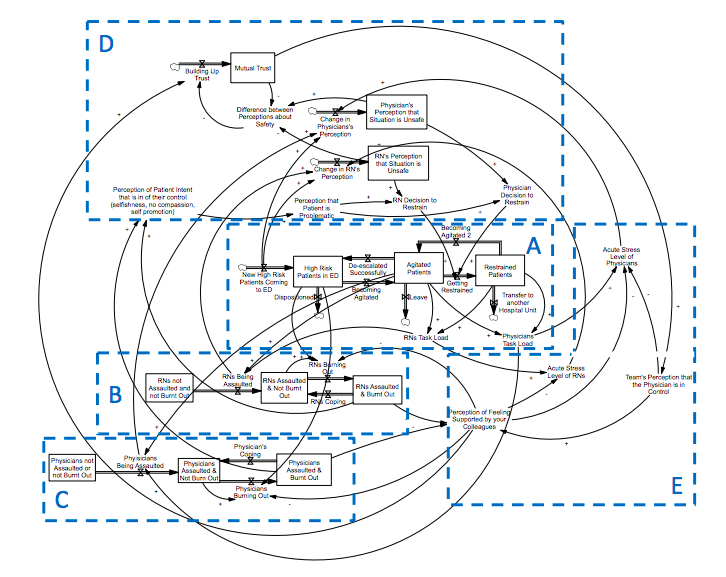 D
Building Up
Trust
Mutual Trust
Difference between
Perceptions about
Safety
Change in
Physicians's
Perception
Physician's
Perception that
Situation is Unsafe
Change in RN's
Perception
RN's Perception
that Situation is
Unsafe
Perception of Patient Intent
that is in of their control
(selfishness, no compassion,
self promotion)
Perception that
Patient is
Problematic
RN Decision to
Restrain
Physician
Decision to
Restrain
A
Becoming
Agitated 2
New High Risk
Patients Coming
to ED
High Risk
Patients in ED
De-escalated
Successfully
Becoming
Agitated
Agitated
Patients
Getting
Restrained
Restrained
Patients
Dispositioned
Leave
Transfer to
another
Hospital Unit
RNs Task Load
Physicians
Task Load
Acute Stress
Level of
Physicians
Acute Stress
Level of RNs
Team's Perception that
the Physician is in
Control
Perception of Feeling
Supported by your
Colleagues
E
B
RNs not
Assaulted and
not Burnt Out
RNs Being
Assaulted
RNs Assaulted
& Not Burnt
Out
RNs Burning
Out
RNs Coping
RNs Assaulted
& Burnt Out
C
Physicians not
Assaulted or
not Burnt Out
Phyisicians
Being Assaulted
Physicians
Assaulted &
Not Burn Out
Physician's
Coping
Physicians
Burning Out
Physicians
Assaulted &
Burnt Out